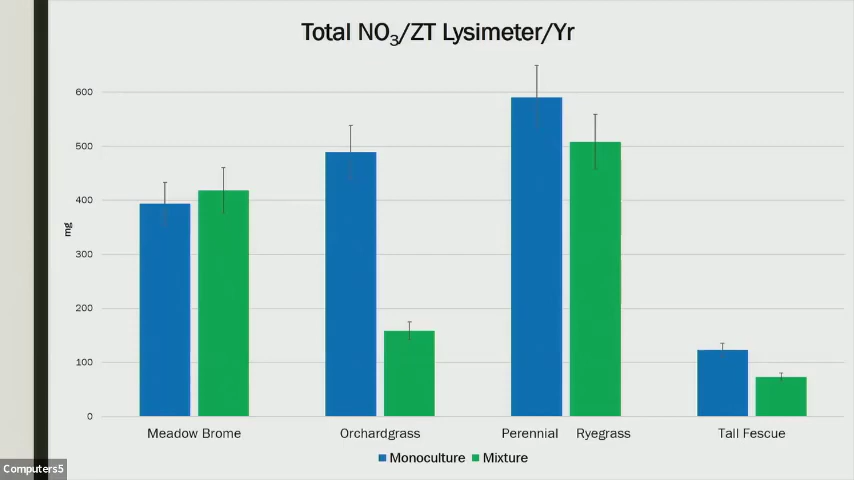 Total NO₃/ZT Lysimeter/Yr
600
500
400
300
200
100
0
mg
Meadow Brome Orchardgrass Perennial Ryegrass Tall Fescue
Monoculture Mixture
Computers5